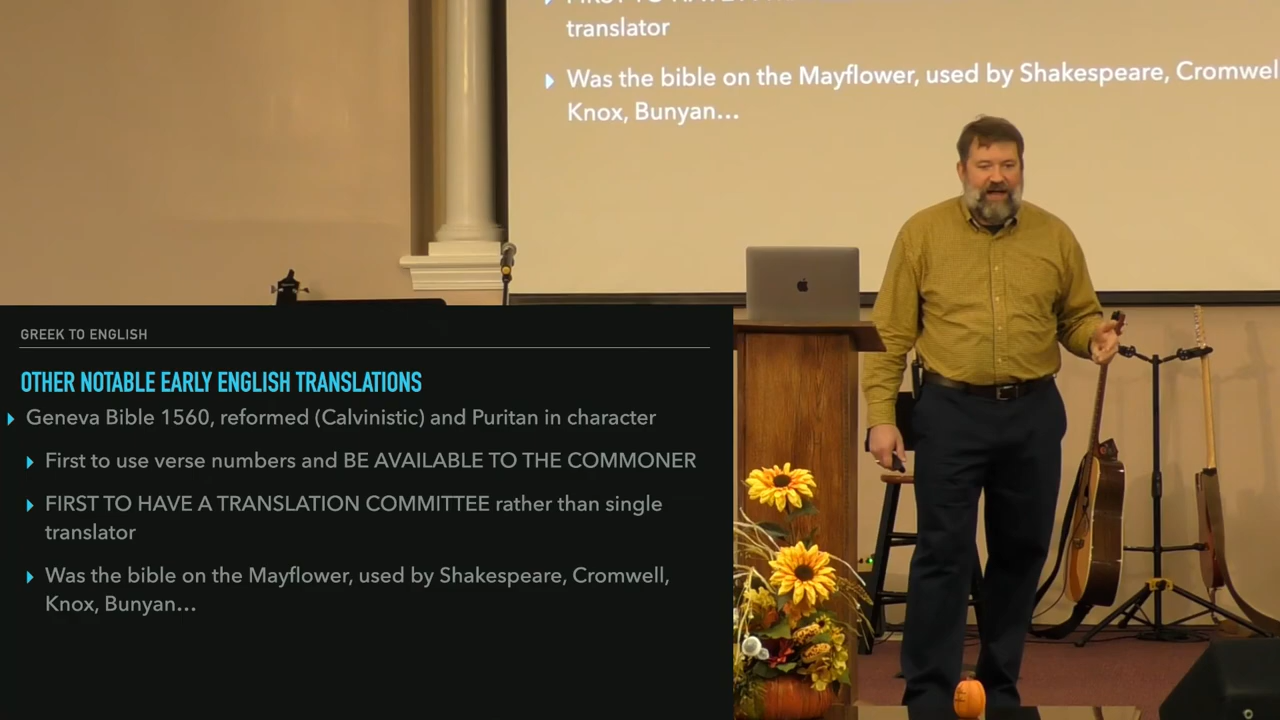 translator
Was the bible on the Mayflower, used by Shakespeare, Cromwel
Knox, Bunyan...
GREEK TO ENGLISH
OTHER NOTABLE EARLY ENGLISH TRANSLATIONS
Geneva Bible 1560, reformed (Calvinistic) and Puritan in character
First to use verse numbers and BE AVAILABLE TO THE COMMONER
FIRST TO HAVE A TRANSLATION COMMITTEE rather than single
translator
Was the bible on the Mayflower, used by Shakespeare, Cromwell,
Knox, Bunyan...